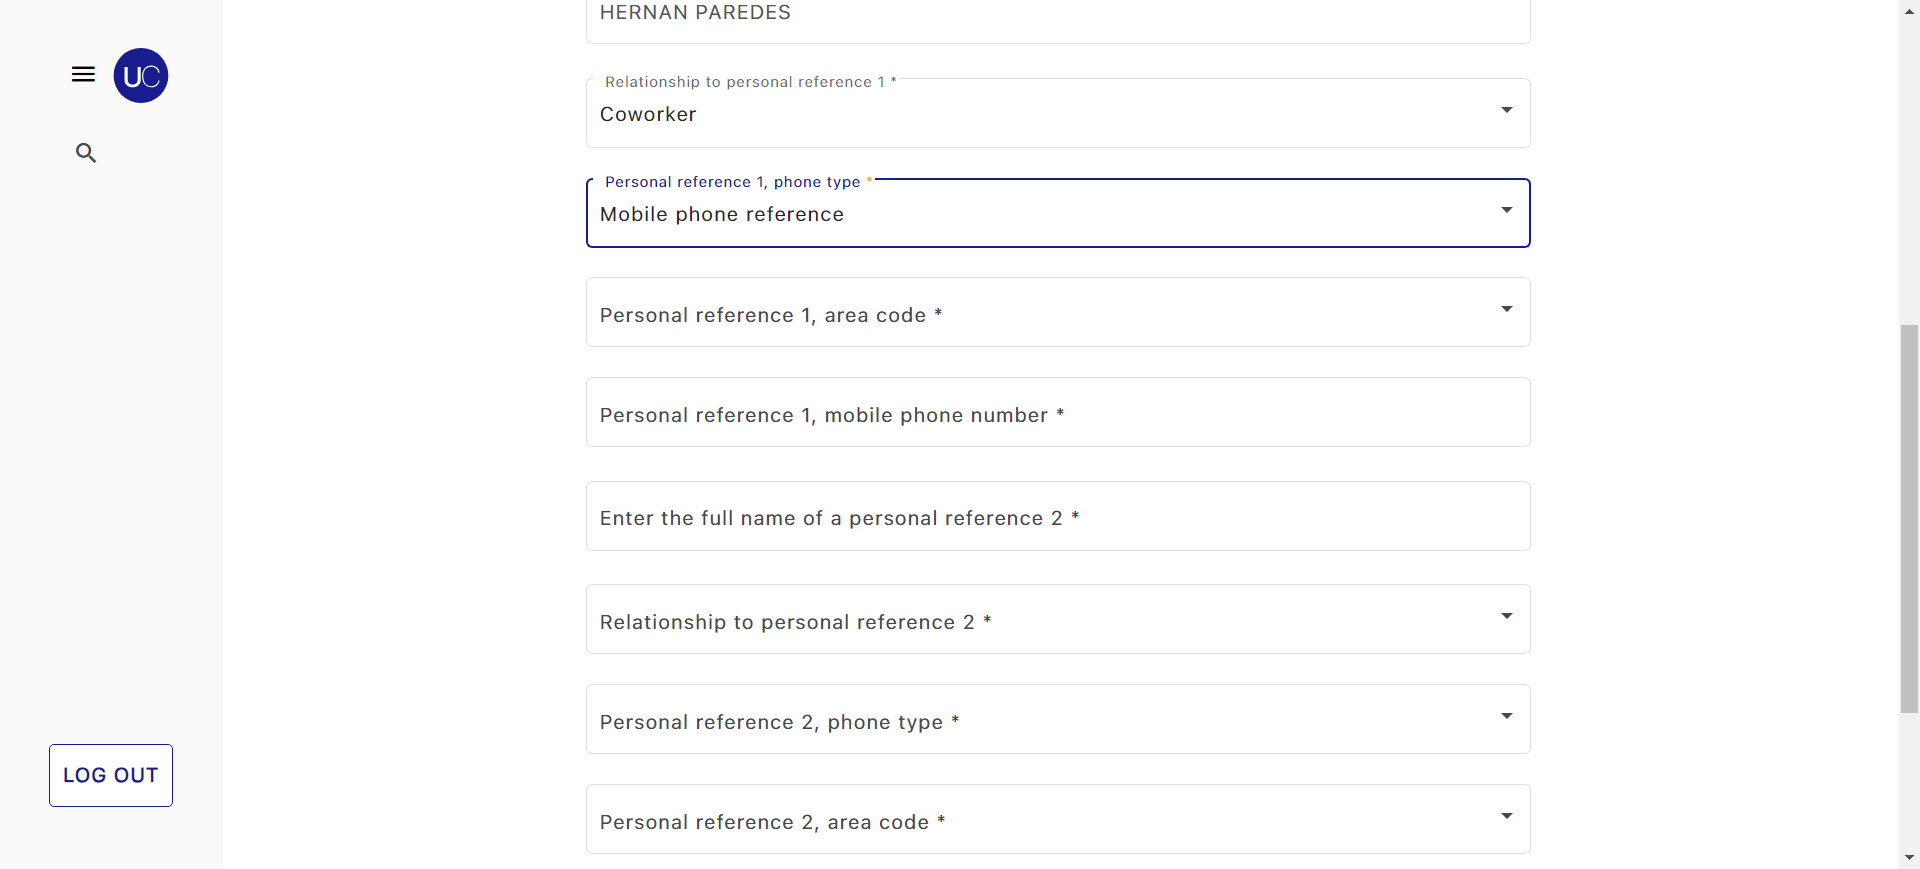 HERNAN PAREDES
UC
Relationship to personal reference 1 *
Coworker
Personal reference 1, phone type *
Mobile phone reference
Personal reference 1, area code *
Personal reference 1, mobile phone number *
Enter the full name of a personal reference 2 *
Relationship to personal reference 2 *
Personal reference 2, phone type *
LOG OUT
Personal reference 2, area code *